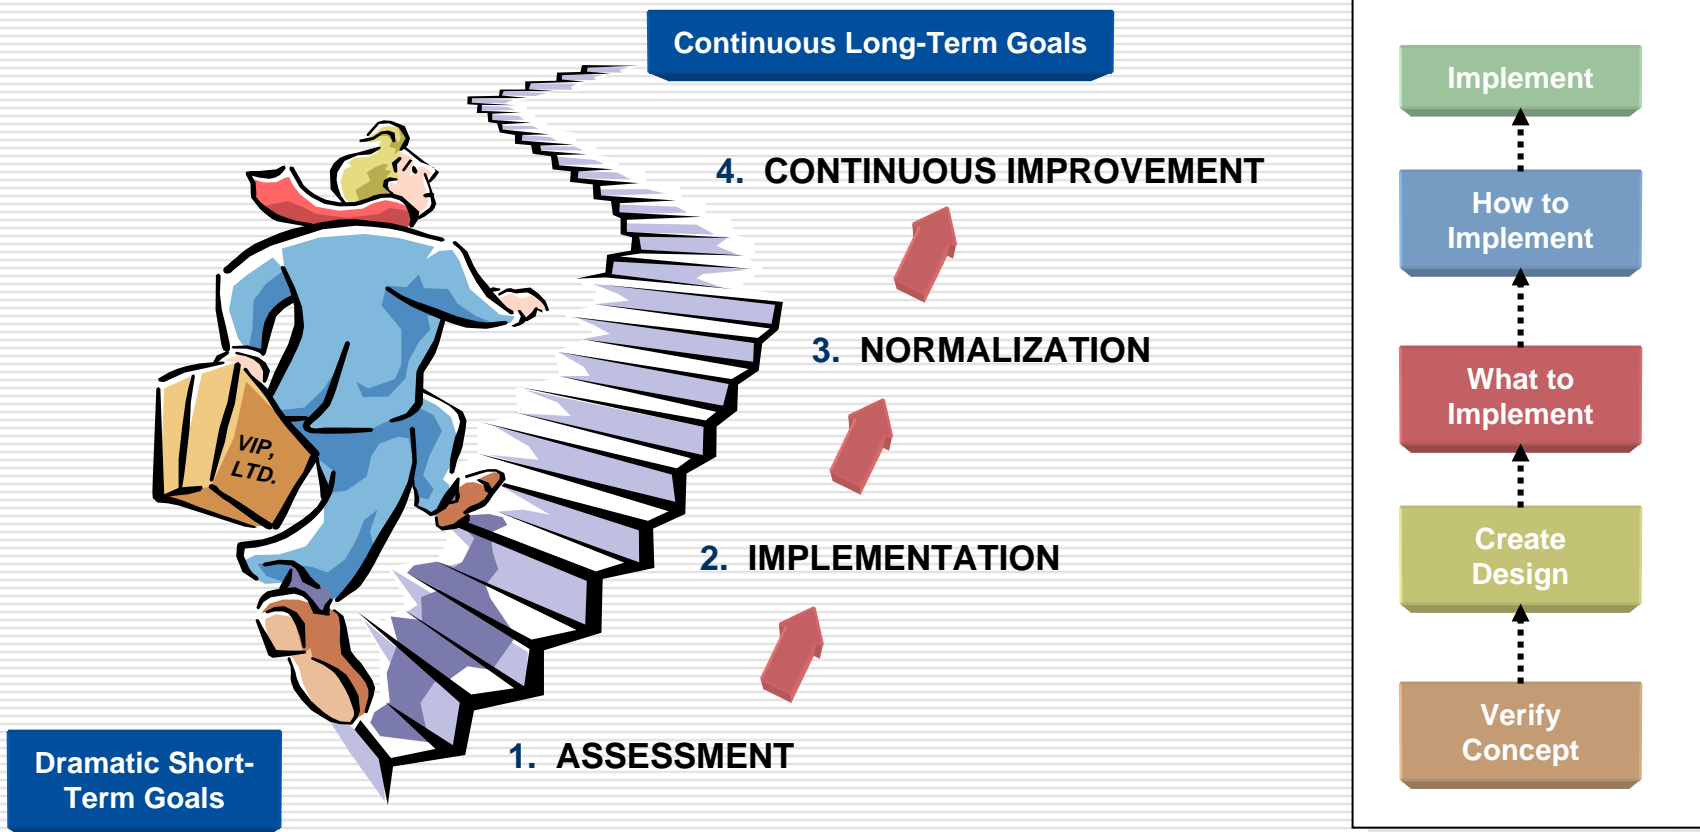 Continuous Long-Term Goals
4. CONTINUOUS IMPROVEMENT
3. NORMALIZATION
VIP,
LTD.
2. IMPLEMENTATION
1. ASSESSMENT
Dramatic Short-
Term Goals
Implement
How to
Implement
What to
Implement
Create
Design
Verify
Concept